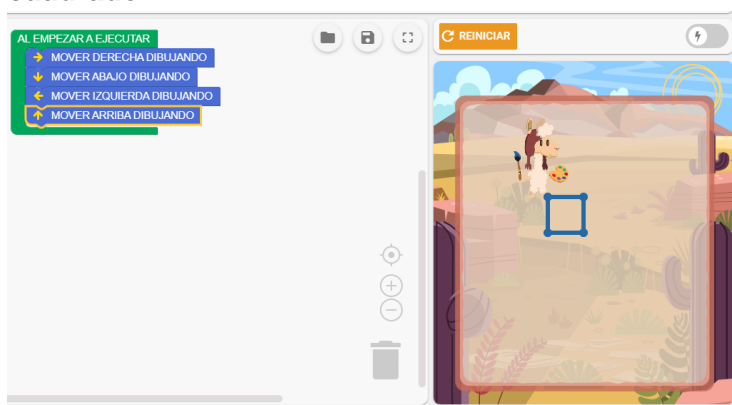 AL EMPEZAR A EJECUTAR
MOVER DERECHA DIBUJANDO
MOVER ABAJO DIBUJANDO
MOVER IZQUIERDA DIBUJANDO
MOVER ARRIBA DIBUJANDO
REINICIAR